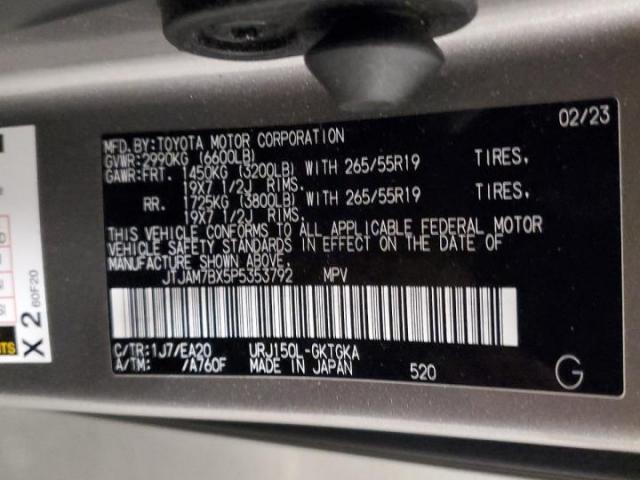 02/23
MFD.BY:TOYOTA MOTOR CORPORATION
GVWR:2990KG (6600LB)
GAWR:FRT. 1450KG (3200LB) WITH 265/55R19 TIRES,
19X7 1/2J RIMS.
RR. 1725KG (3800LB) WITH 265/55R19 TIRES,
19X7 1/2J RIMS.
THIS VEHICLE CONFORMS TO ALL APPLICABLE FEDERAL MOTOR
VEHICLE SAFETY STANDARDS IN EFFECT ON THE DATE OF
MANUFACTURE SHOWN ABOVE.
JTJAM7BX5P5353792 MPV
C/TR:1J7/EA20 URJ150L-GKTGKA
A/TM: /A760F MADE IN JAPAN 520 G
X 2
60F20